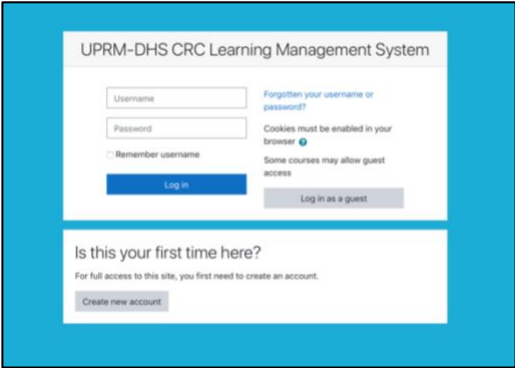 UPRM-DHS CRC Learning Management System
Username
Password
Remember username
Log in
Forgotten your username or
password?
Cookies must be enabled in your
browser
Some courses may allow guest
access
Log in as a guest
Is this your first time here?
For full access to this site, you first need to create an account.
Create new account